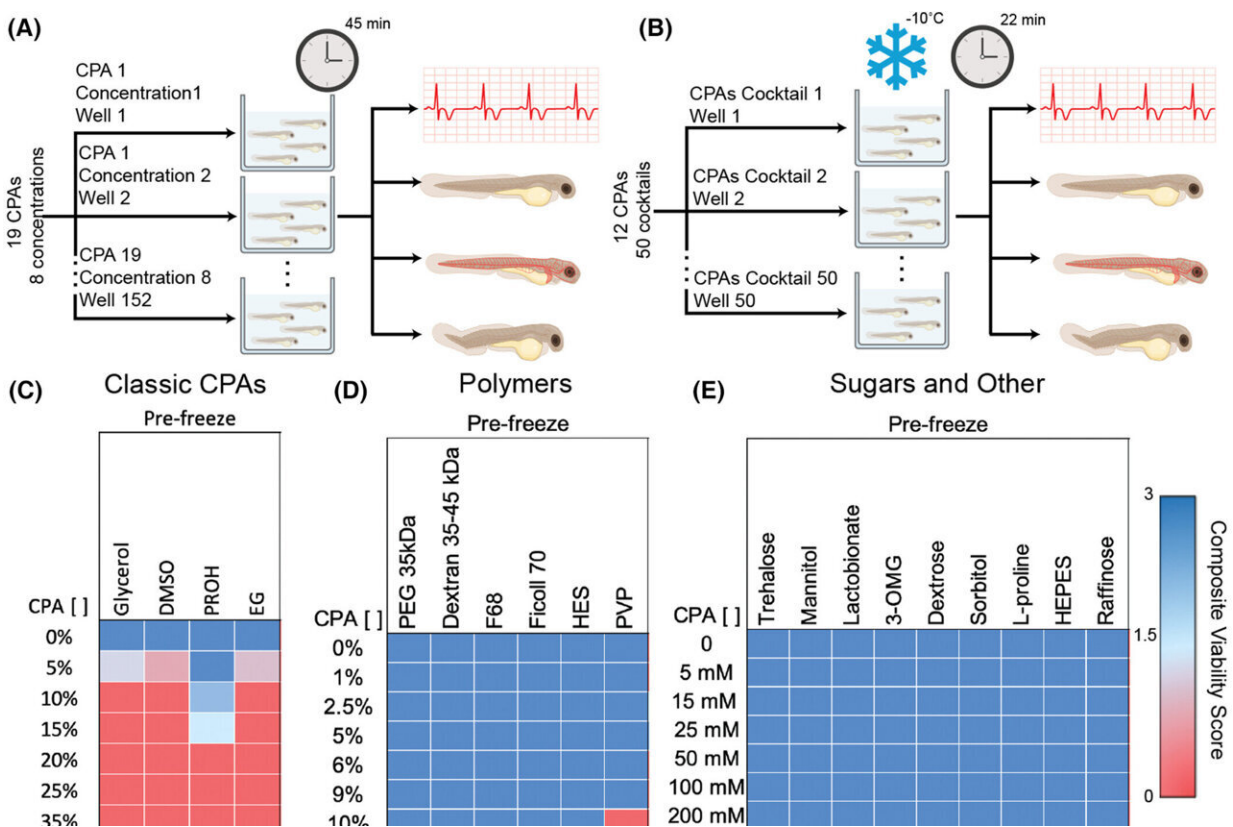 (A)
45 min
CPA 1
Concentration1
Well 1
CPA 1
Concentration 2
Well 2
CPA 19
Concentration 8
Well 152
19 CPAs
8 concentrations
(B)
-10°C
22 min
CPAs Cocktail 1
Well 1
CPAs Cocktail 2
Well 2
CPAs Cocktail 50
Well 50
12 CPAs
50 cocktails
(C)
Classic CPAs
Pre-freeze
Glycerol
DMSO
PROH
EG
CPA [ ]
0%
5%
10%
15%
20%
25%
35%
(D)
Polymers
Pre-freeze
PEG 35kDa
Dextran 35-45 kDa
F68
Ficoll 70
HES
PVP
CPA [ ]
0%
1%
2.5%
5%
6%
9%
10%
(E)
Sugars and Other
Pre-freeze
Trehalose
Mannitol
Lactobionate
3-OMG
Dextrose
Sorbitol
L-proline
HEPES
Raffinose
CPA [ ]
0
5 mM
15 mM
25 mM
50 mM
100 mM
200 mM
3
1.5
0
Composite Viability Score